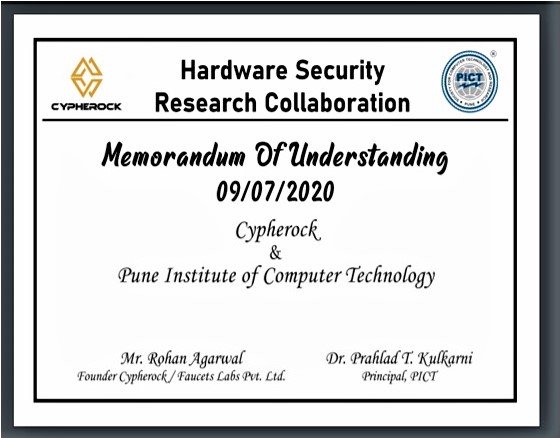 CYPHEROCK
Hardware Security
Research Collaboration
PICT
PUNE
®
Memorandum Of Understanding
09/07/2020
Cypherock
&
Pune Institute of Computer Technology
Mr. Rohan Agarwal
Founder Cypherock / Faucets Labs Pvt. Ltd.
Dr. Prahlad T. Kulkarni
Principal, PICT